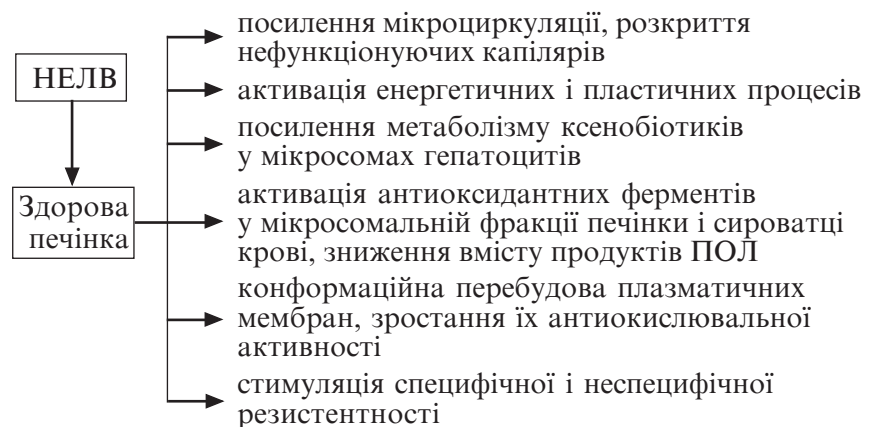 НЕЛВ
Здорова
печінка
посилення мікроциркуляції, розкриття
нефункціонуючих капілярів
активація енергетичних і пластичних процесів
посилення метаболізму ксенобіотиків
у мікросомах гепатоцитів
активація антиоксидантних ферментів
у мікросомальній фракції печінки і сироватці
крові, зниження вмісту продуктів ПОЛ
конформаційна перебудова плазматичних
мембран, зростання їх антиокислювальної
активності
стимуляція специфічної і неспецифічної
резистентності